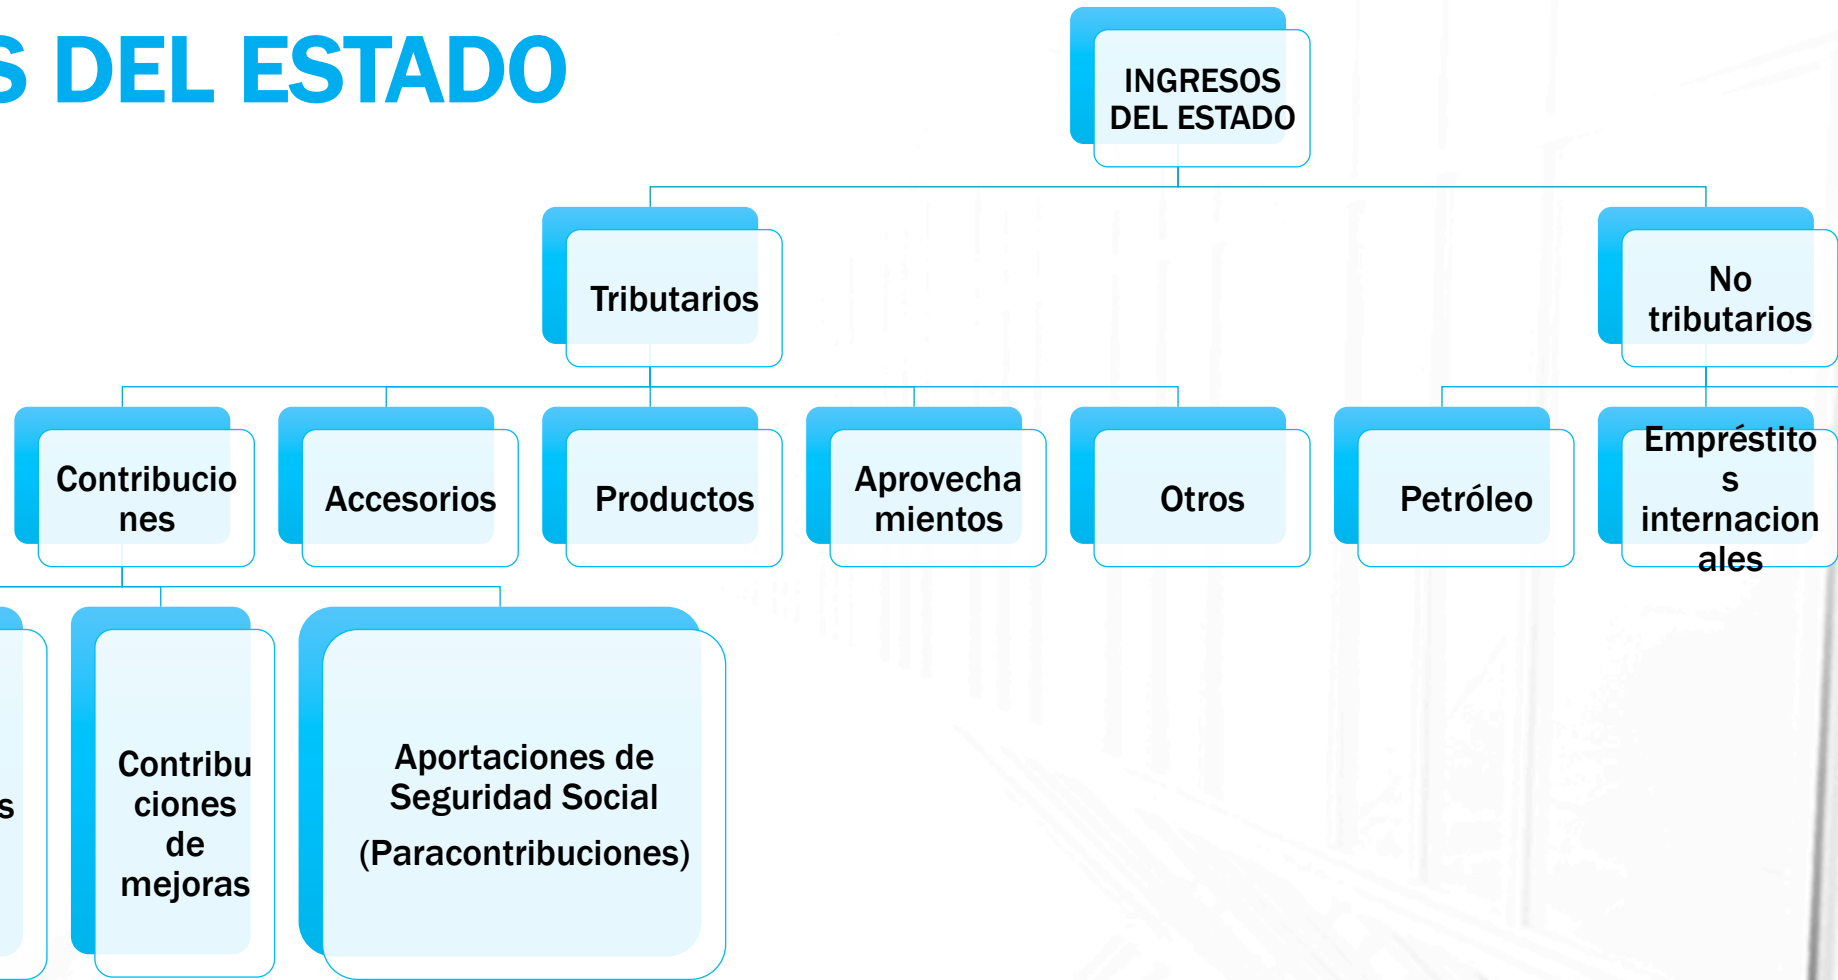 S DEL ESTADO
INGRESOS
DEL ESTADO
Tributarios
No
tributarios
Contribucio
nes
Accesorios
Productos
Aprovecha
mientos
Otros
Petróleo
Empréstito
s
internacion
ales
s
Contribu
ciones
de
mejoras
Aportaciones de
Seguridad Social
(Paracontribuciones)